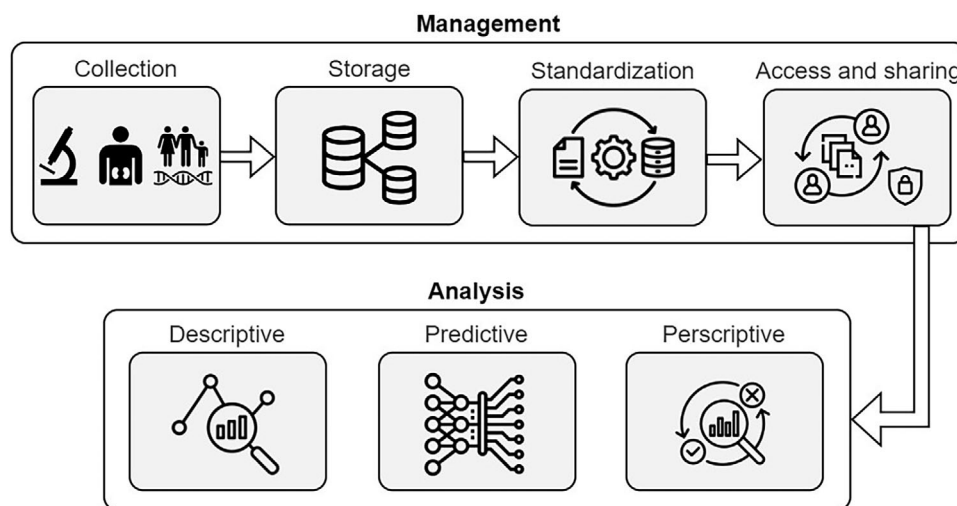 Management
Collection
Storage
Standardization
Access and sharing
Analysis
Descriptive
Predictive
Perscriptive